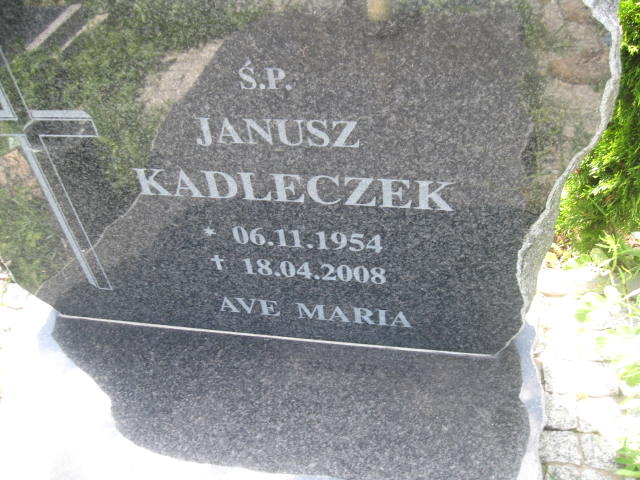 Ś.P.
JANUSZ
KADLECZEK
* 06.11.1954
† 18.04.2008
AVE MARIA